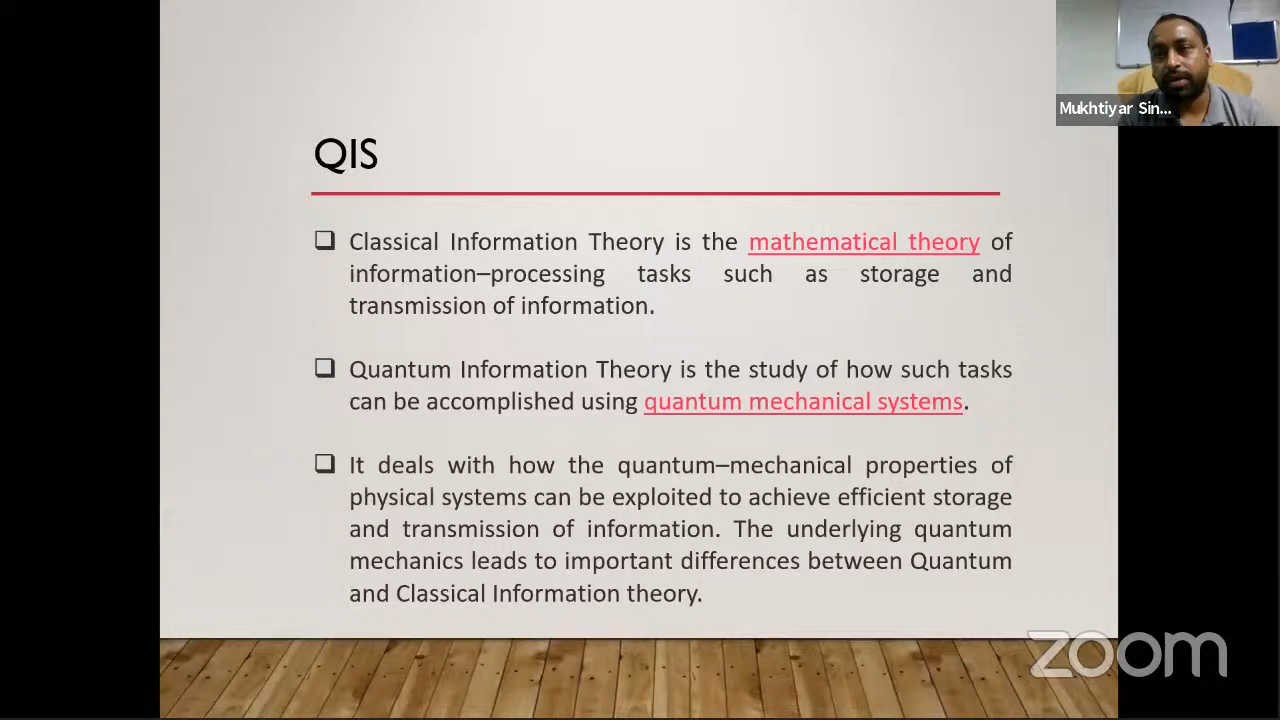 QIS
Mukhtiyar Sin...
❑ Classical Information Theory is the mathematical theory of
information–processing tasks such as storage and
transmission of information.
❑ Quantum Information Theory is the study of how such tasks
can be accomplished using quantum mechanical systems.
❑ It deals with how the quantum–mechanical properties of
physical systems can be exploited to achieve efficient storage
and transmission of information. The underlying quantum
mechanics leads to important differences between Quantum
and Classical Information theory.
zoom